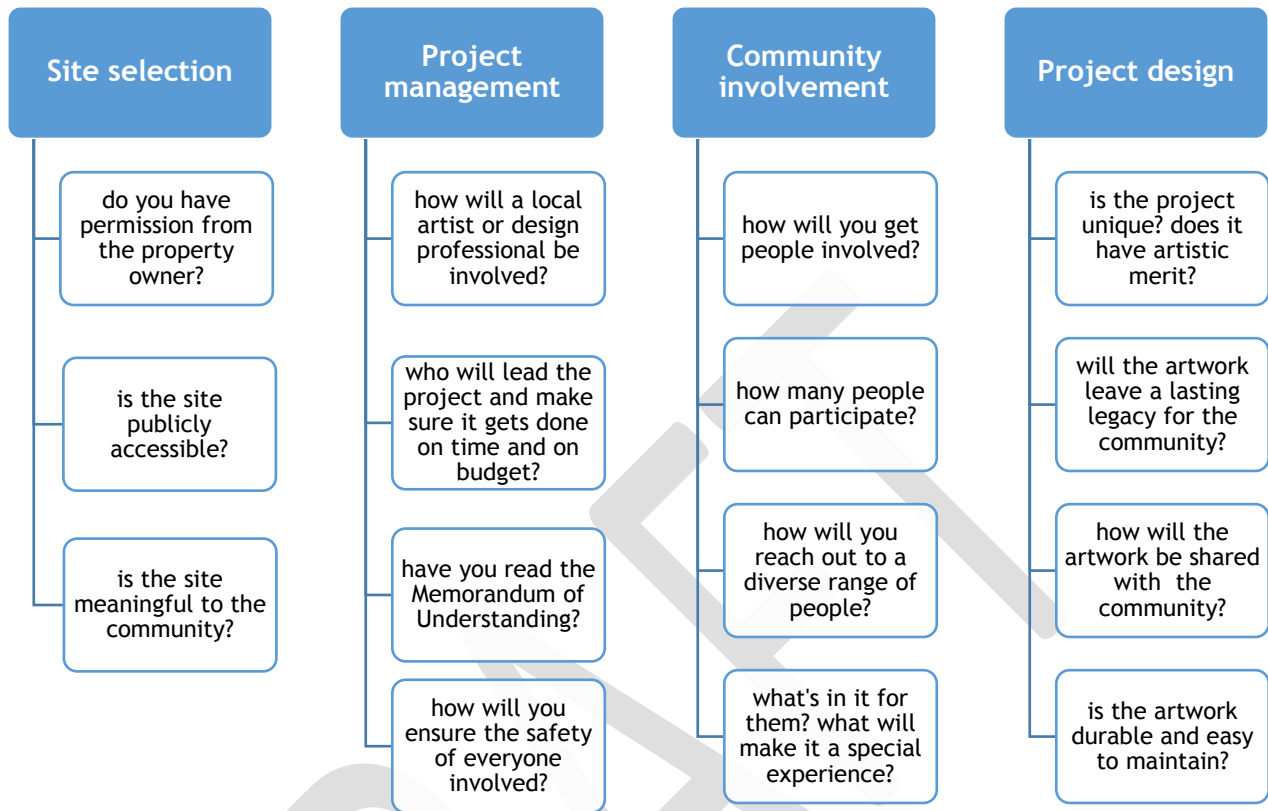 Site selection
do you have
permission from
the property
owner?
is the site
publicly
accessible?
is the site
meaningful to the
community?
Project
management
how will a local
artist or design
professional be
involved?
who will lead the
project and make
sure it gets done
on time and on
budget?
have you read the
Memorandum of
Understanding?
how will you
ensure the safety
of everyone
involved?
Community
involvement
how will you get
people involved?
how many people
can participate?
how will you
reach out to a
diverse range of
people?
what's in it for
them? what will
make it a special
experience?
Project design
is the project
unique? does it
have artistic
merit?
will the artwork
leave a lasting
legacy for the
community?
how will the
artwork be shared
with the
community?
is the artwork
durable and easy
to maintain?